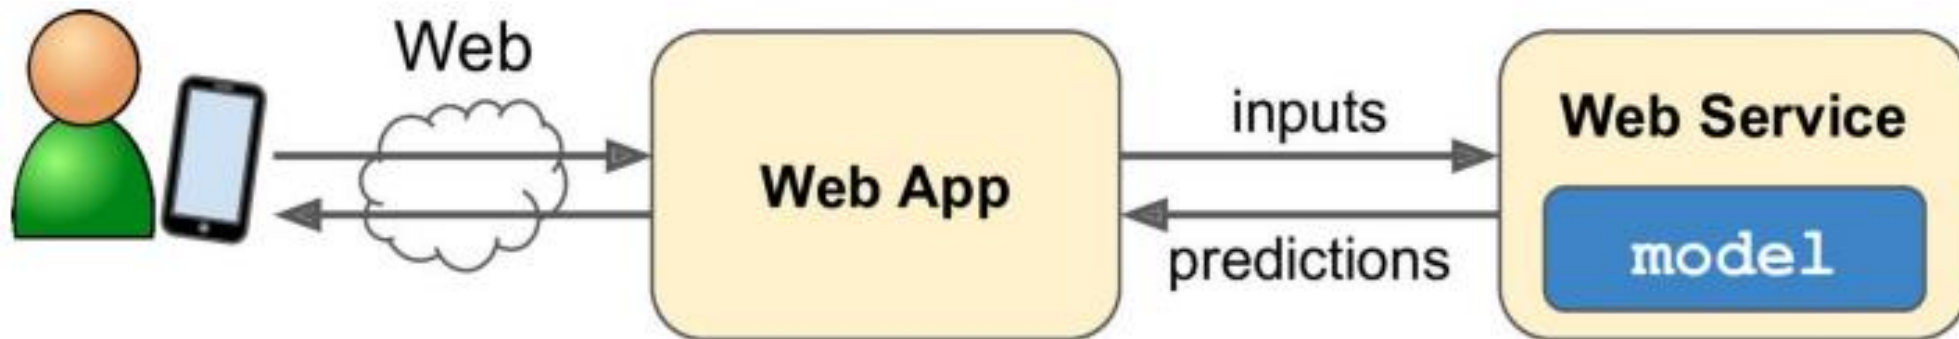 Web
Web App
inputs
predictions
Web Service
model